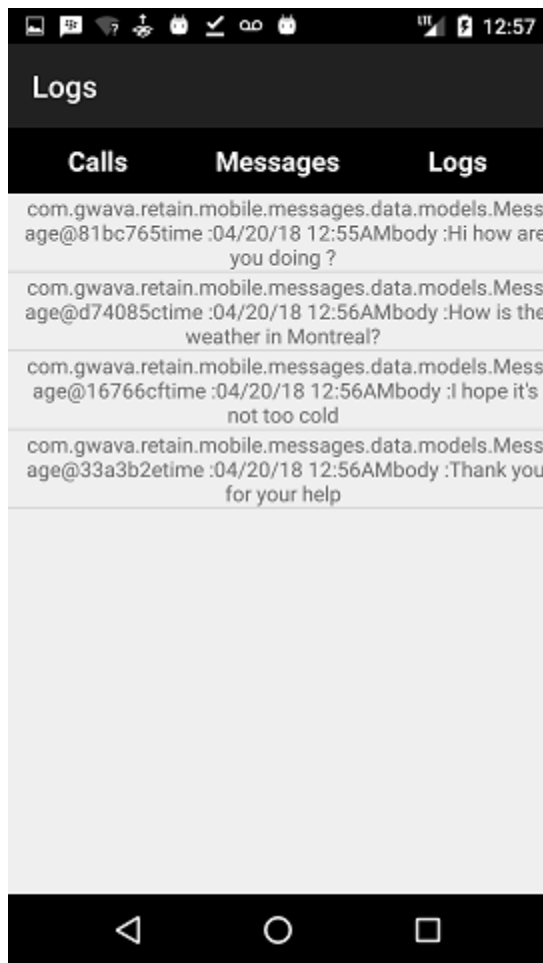 LTE 12:57
Logs
Calls Messages Logs
com.gwava.retain.mobile.messages.data.models.Mess
age@81bc765time :04/20/18 12:55AMbody :Hi how are
you doing ?
com.gwava.retain.mobile.messages.data.models.Mess
age@d74085ctime :04/20/18 12:56AMbody :How is the
weather in Montreal?
com.gwava.retain.mobile.messages.data.models.Mess
age@16766cftime :04/20/18 12:56AMbody :I hope it's
not too cold
com.gwava.retain.mobile.messages.data.models.Mess
age@33a3b2etime :04/20/18 12:56AMbody :Thank you
for your help